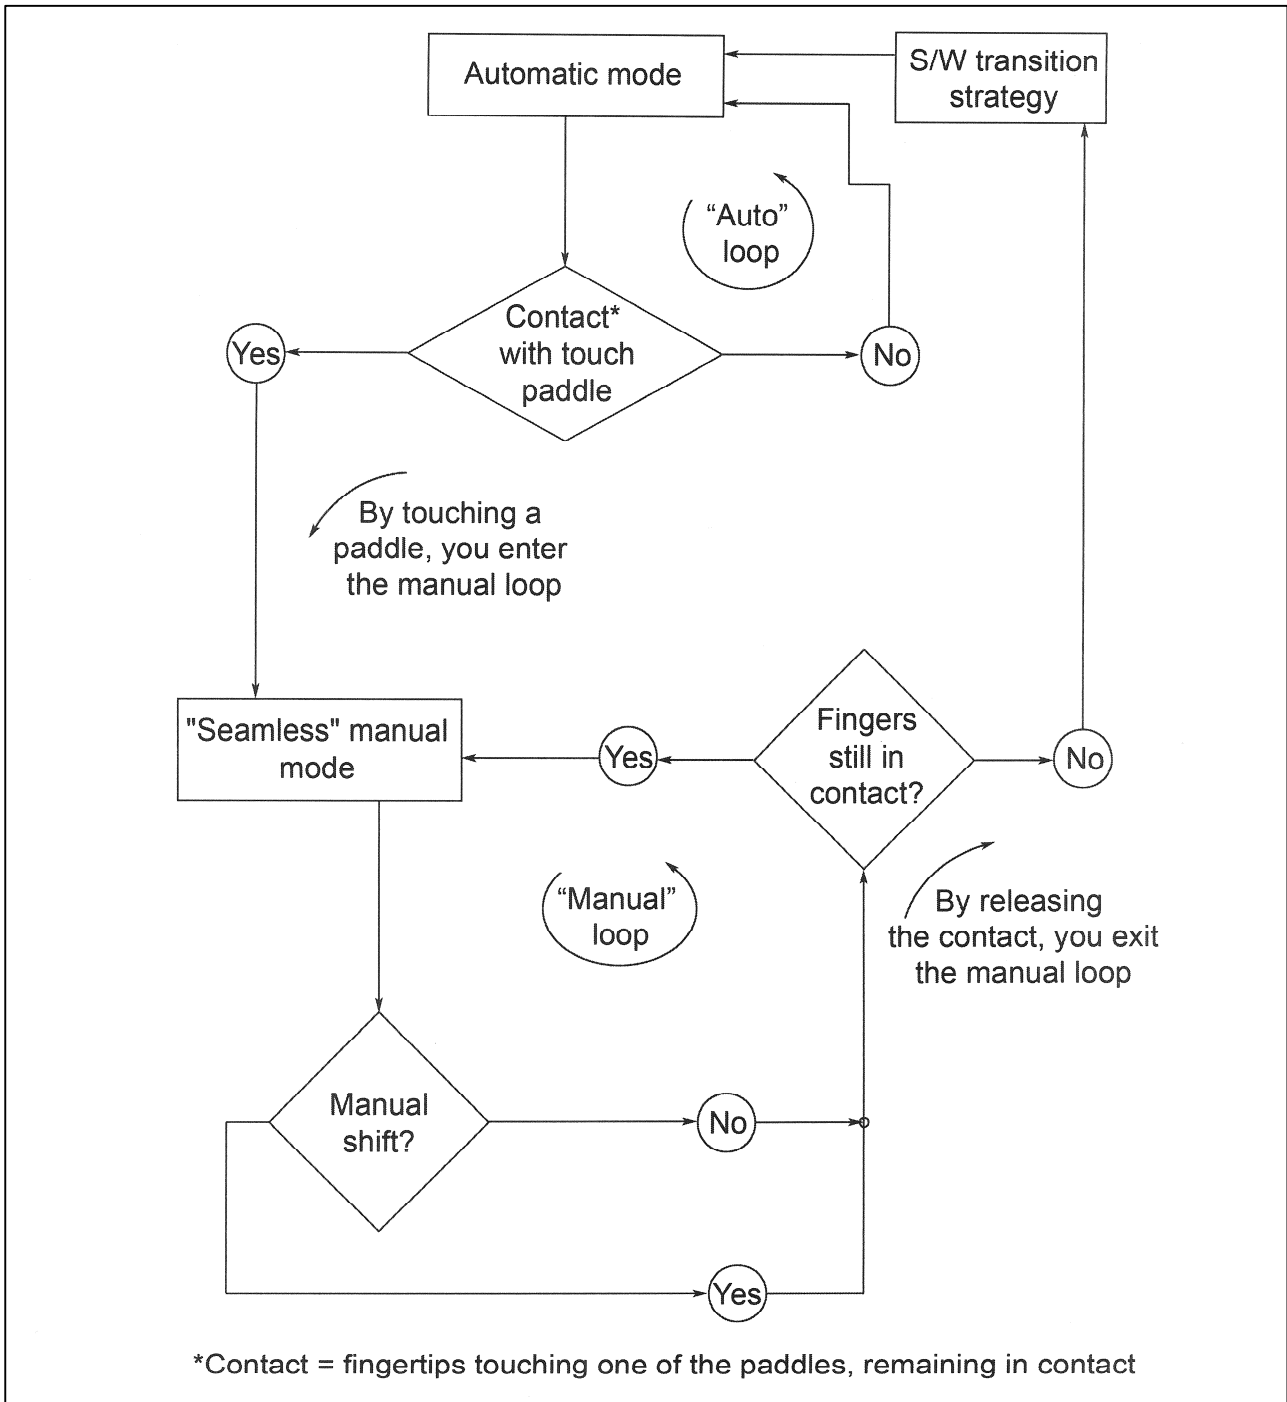 Automatic mode
S/W transition
strategy
“Auto”
loop
Contact*
with touch
paddle
Yes
No
By touching a
paddle, you enter
the manual loop
"Seamless" manual
mode
Yes
Fingers
still in
contact?
No
“Manual”
loop
By releasing
the contact, you exit
the manual loop
Manual
shift?
No
Yes
*Contact = fingertips touching one of the paddles, remaining in contact